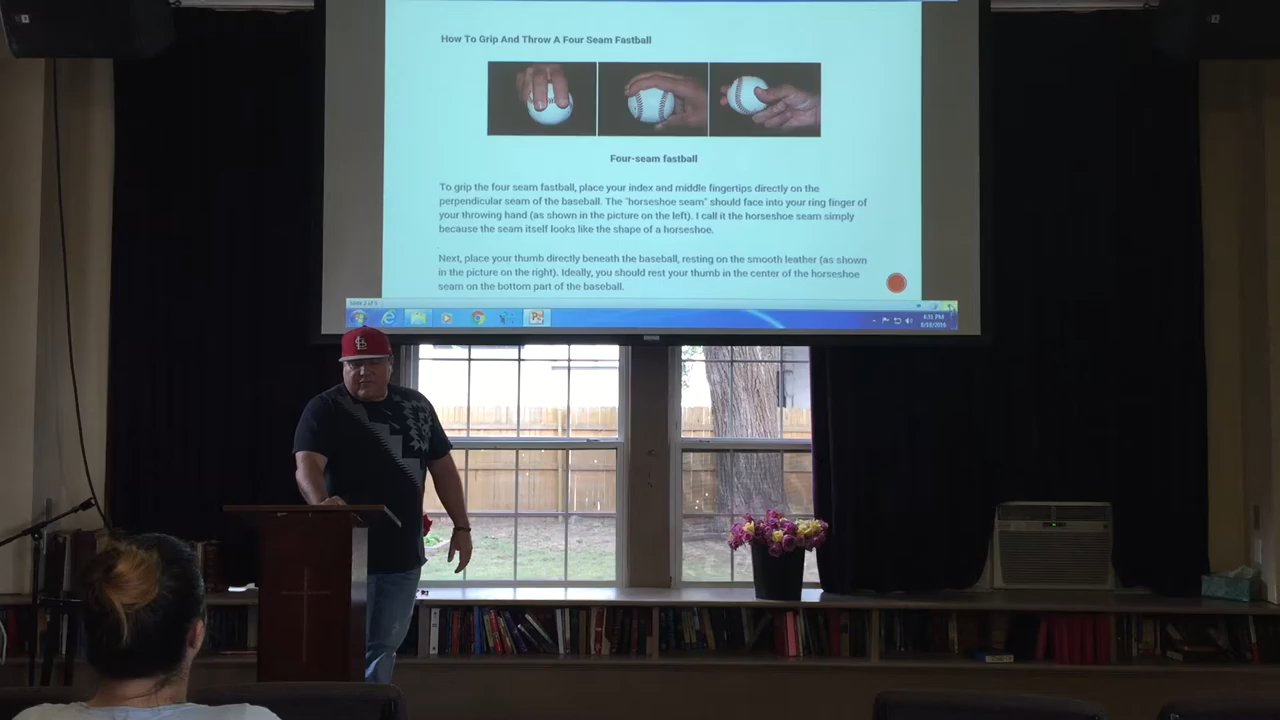 How To Grip And Throw A Four Seam Fastball
Four-seam fastball
To grip the four seam fastball, place your index and middle fingertips directly on the
perpendicular seam of the baseball. The "horseshoe seam" should face into your ring finger of
your throwing hand (as shown in the picture on the left). I call it the horseshoe seam simply
because the seam itself looks like the shape of a horseshoe.
Next, place your thumb directly beneath the baseball, resting on the smooth leather (as shown
in the picture on the right). Ideally, you should rest your thumb in the center of the horseshoe
seam on the bottom part of the baseball.
4:31 PM